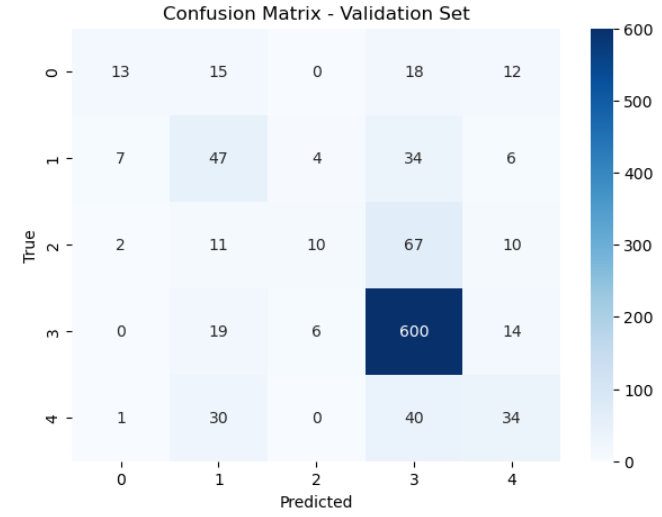 Confusion Matrix - Validation Set
0 13 15 0 18 12
1 7 47 4 34 6
2 2 11 10 67 10
3 0 19 6 600 14
4 1 30 0 40 34
0 1 2 3 4
True
Predicted
600
500
400
300
200
100
0